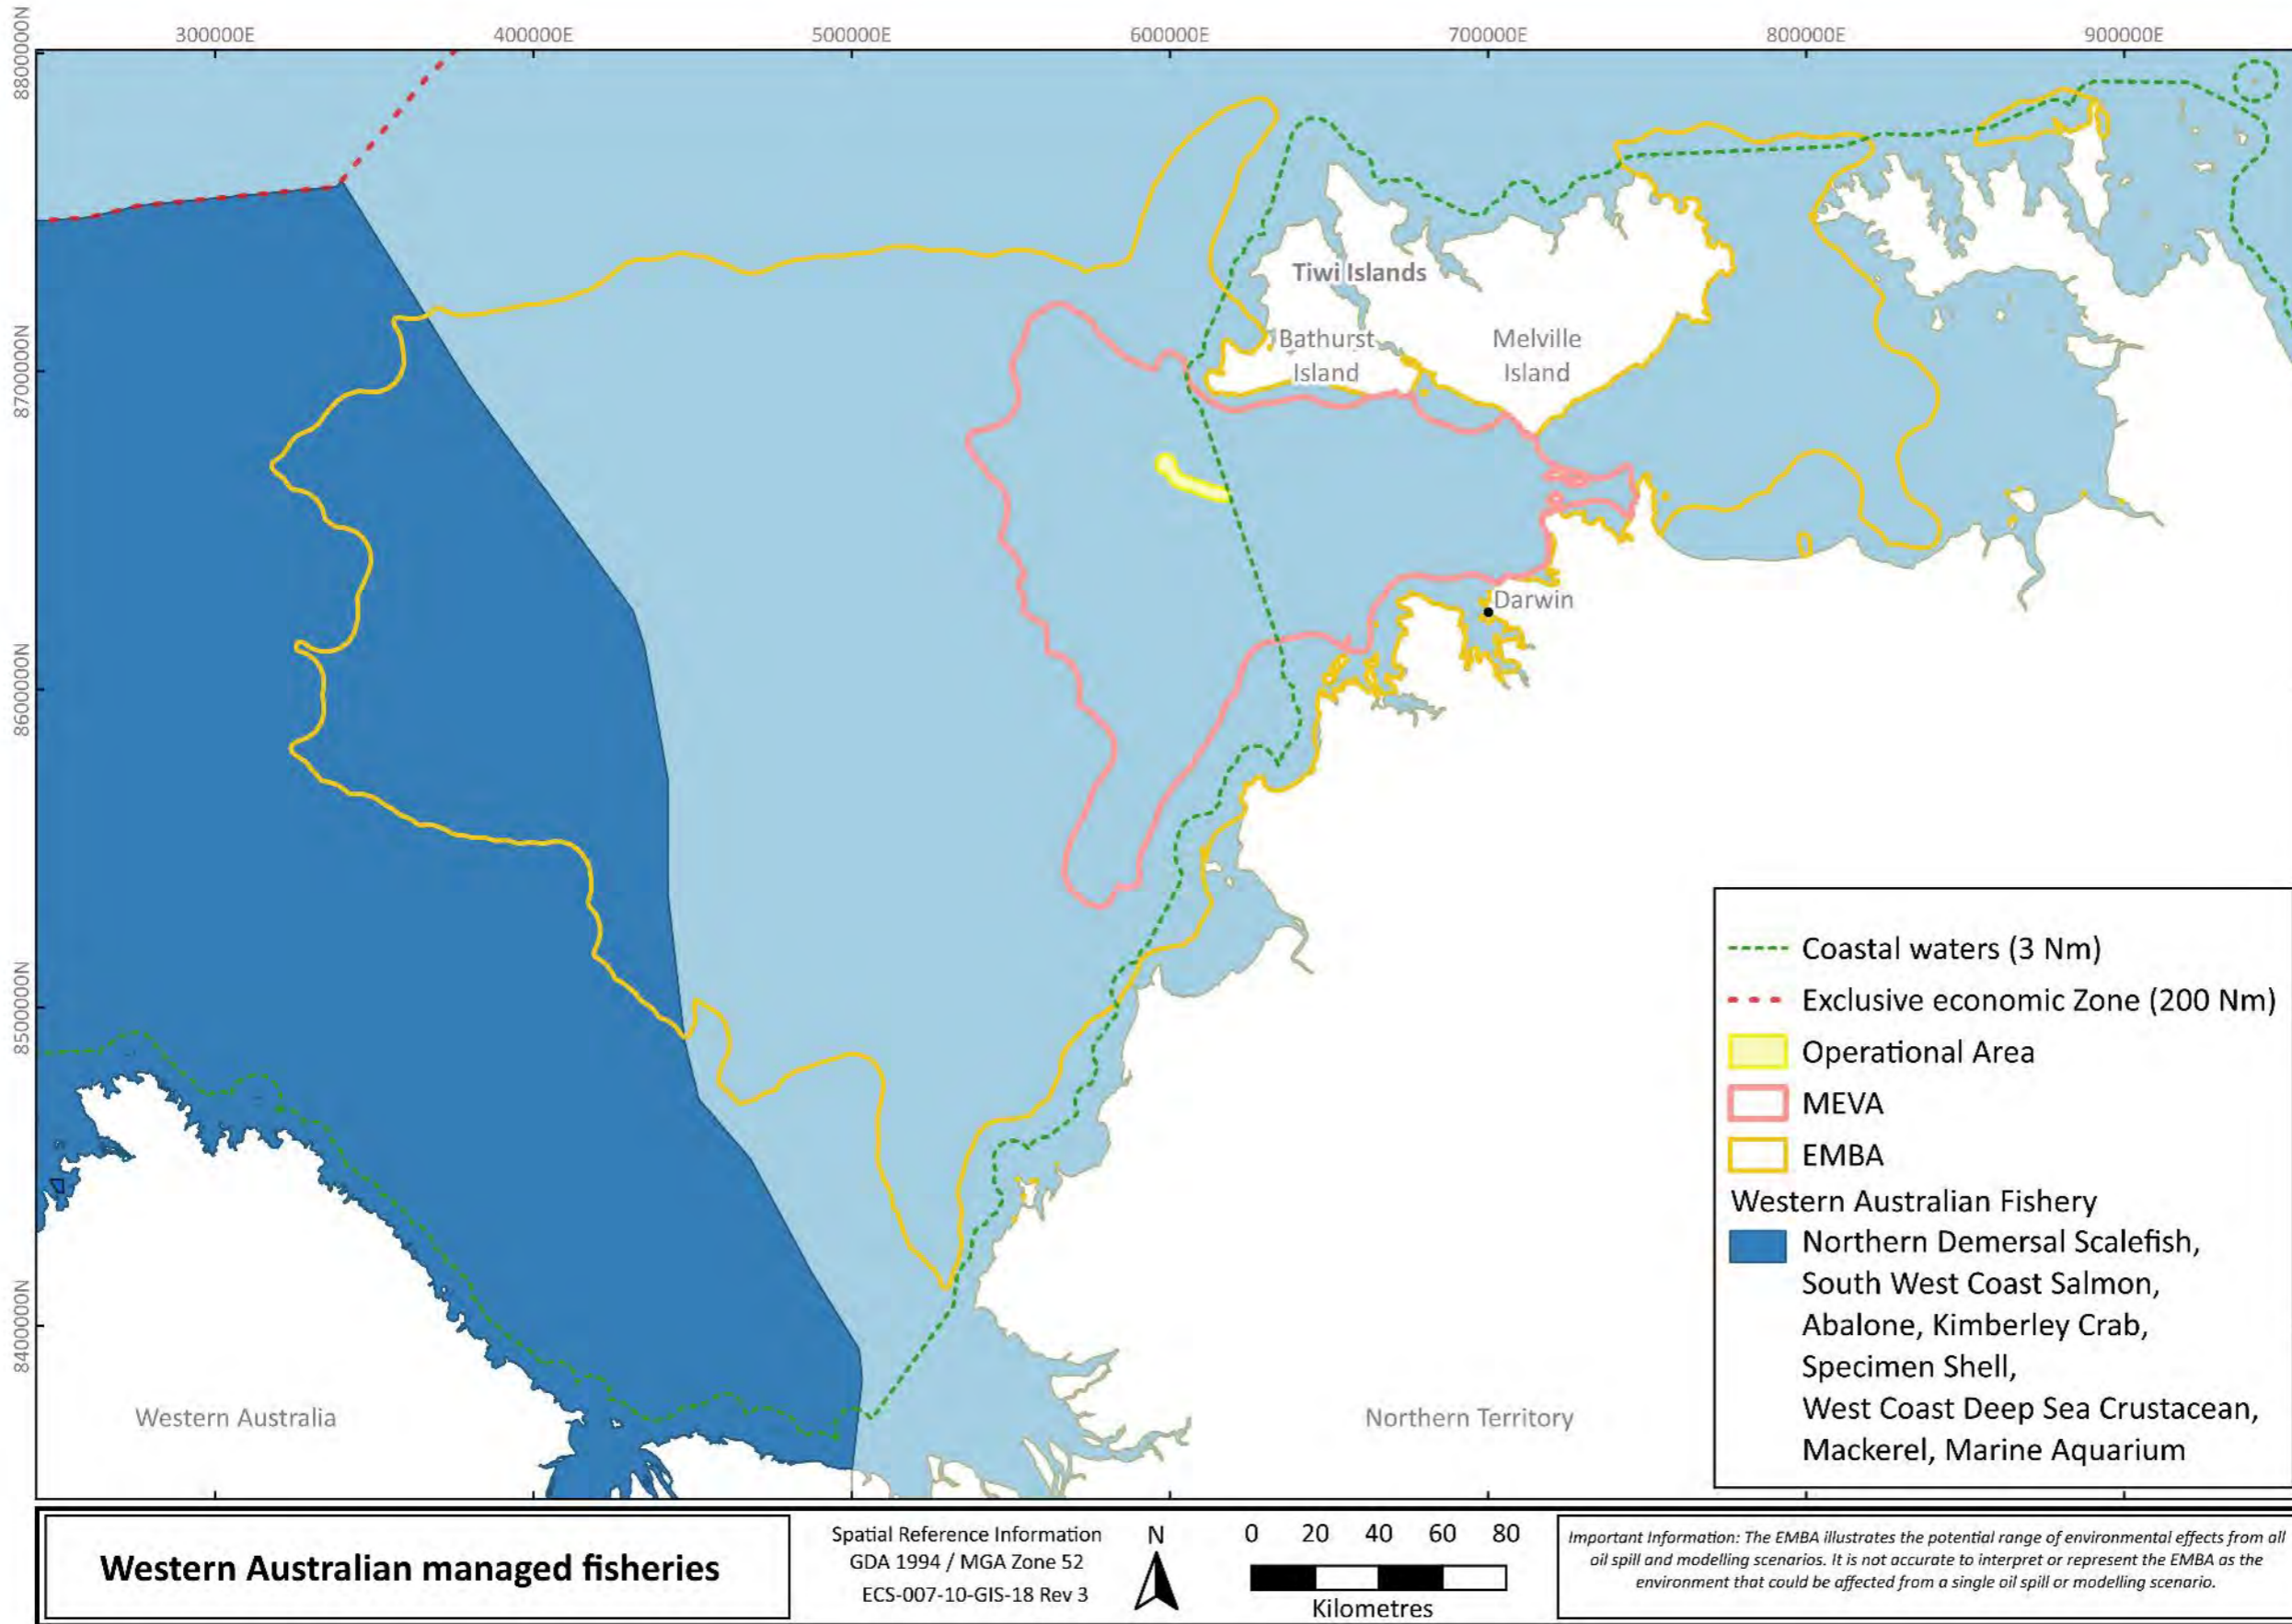 300000E 400000E 500000E 600000E 700000E 800000E 900000E
8800000N
8700000N
8600000N
8500000N
8400000N
Tiwi Islands
Bathurst
Island
Melville
Island
Darwin
Western Australia
Northern Territory
Coastal waters (3 Nm)
Exclusive economic Zone (200 Nm)
Operational Area
MEVA
EMBA
Western Australian Fishery
Northern Demersal Scalefish,
South West Coast Salmon,
Abalone, Kimberley Crab,
Specimen Shell,
West Coast Deep Sea Crustacean,
Mackerel, Marine Aquarium
Western Australian managed fisheries
Spatial Reference Information
GDA 1994 / MGA Zone 52
ECS-007-10-GIS-18 Rev 3
N
0 20 40 60 80
Kilometres
Important Information: The EMBA illustrates the potential range of environmental effects from all
oil spill and modelling scenarios. It is not accurate to interpret or represent the EMBA as the
environment that could be affected from a single oil spill or modelling scenario.